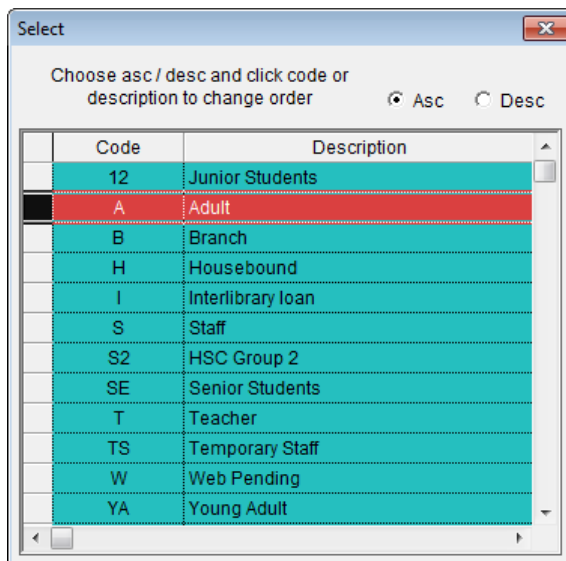 Select
Choose asc / desc and click code or
description to change order
Asc Desc
Code Description
12 Junior Students
A Adult
B Branch
H Housebound
I Interlibrary loan
S Staff
S2 HSC Group 2
SE Senior Students
T Teacher
TS Temporary Staff
W Web Pending
YA Young Adult